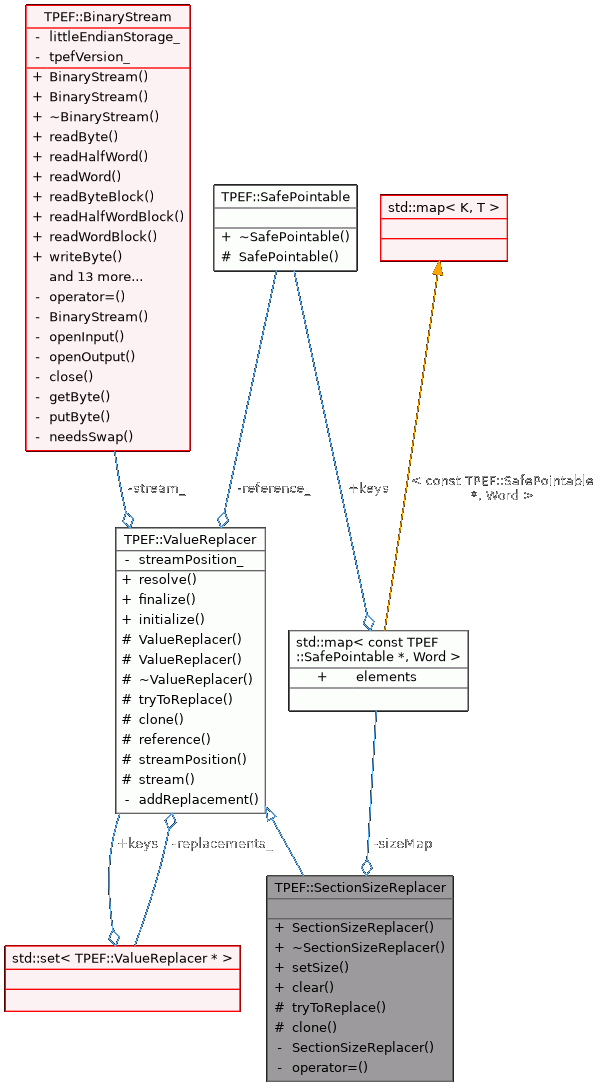 TPEF::BinaryStream
- littleEndianStorage_
- tpefVersion_
+ BinaryStream()
+ BinaryStream()
+ ~BinaryStream()
+ readByte()
+ readHalfWord()
+ readWord()
+ readByteBlock()
+ readHalfWordBlock()
+ readWordBlock()
+ writeByte()
and 13 more...
- operator=()
- BinaryStream()
- openInput()
- openOutput()
- close()
- getByte()
- putByte()
- needsSwap()
TPEF::SafePointable
+ ~SafePointable()
# SafePointable()
std::map< K, T >
-stream_
-reference_
+keys
< const TPEF::SafePointable
*, Word >
TPEF::ValueReplacer
- streamPosition_
+ resolve()
+ finalize()
+ initialize()
# ValueReplacer()
# ValueReplacer()
# ~ValueReplacer()
# tryToReplace()
# clone()
# reference()
# streamPosition()
# stream()
- addReplacement()
std::map< const TPEF
::SafePointable *, Word >
+ elements
+keys
-replacements_
-sizeMap
std::set< TPEF::ValueReplacer * >
TPEF::SectionSizeReplacer
+ SectionSizeReplacer()
+ ~SectionSizeReplacer()
+ setSize()
+ clear()
# tryToReplace()
# clone()
- SectionSizeReplacer()
- operator=()